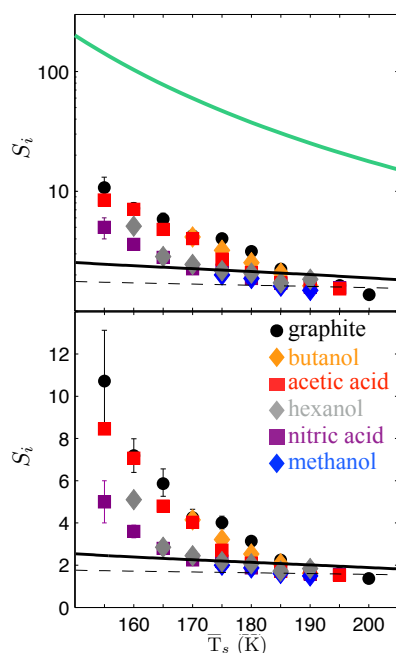 100
10
S_i
graphite
butanol
acetic acid
hexanol
nitric acid
methanol
12
10
8
6
4
2
0
S_i
160 170 180 190 200
T̅_s (K)